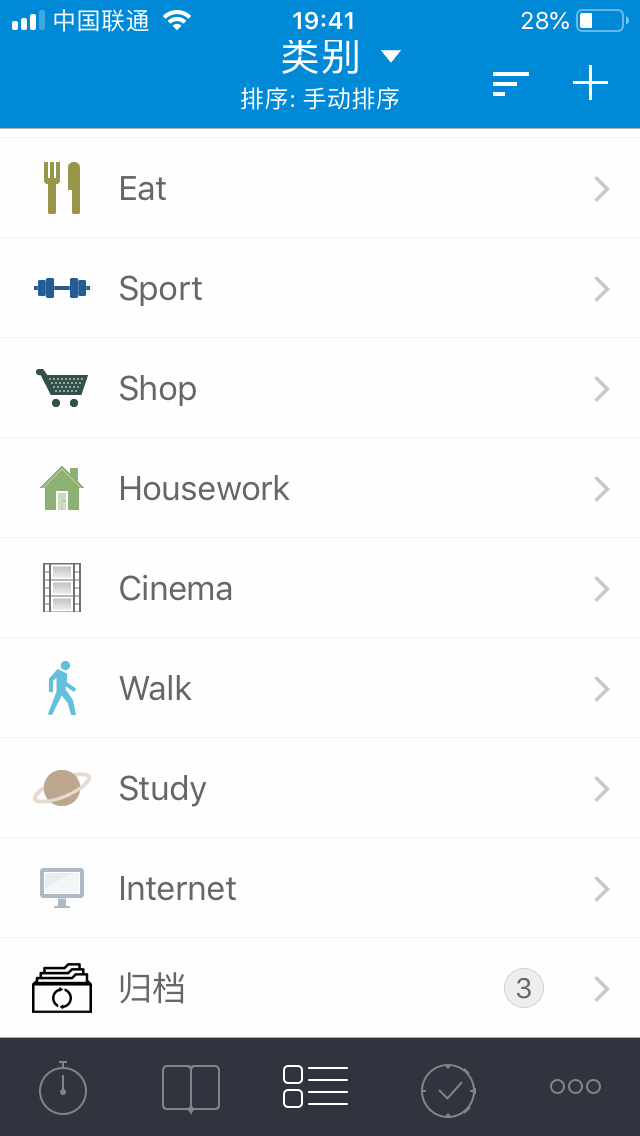 中国联通 19:41 28%
类别
排序: 手动排序
Eat
Sport
Shop
Housework
Cinema
Walk
Study
Internet
归档 3